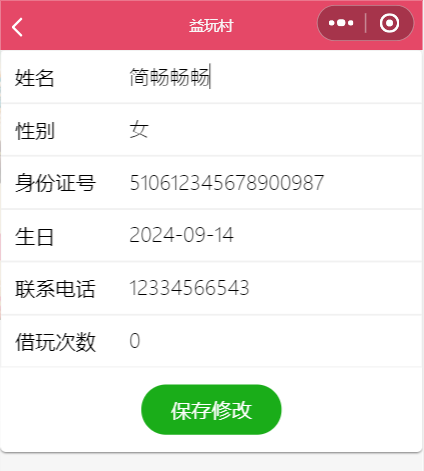 益玩村
姓名 简畅畅畅
性别 女
身份证号 510612345678900987
生日 2024-09-14
联系电话 12334566543
借玩次数 0
保存修改